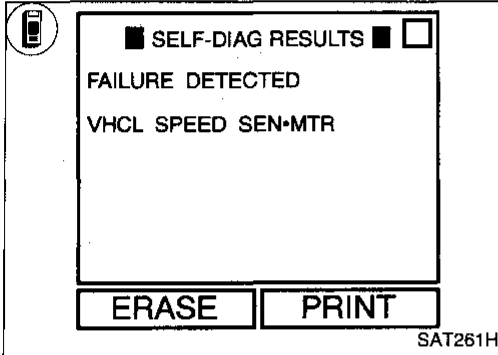 ■ SELF-DIAG RESULTS ■ □
FAILURE DETECTED
VHCL SPEED SEN•MTR
ERASE PRINT
SAT261H